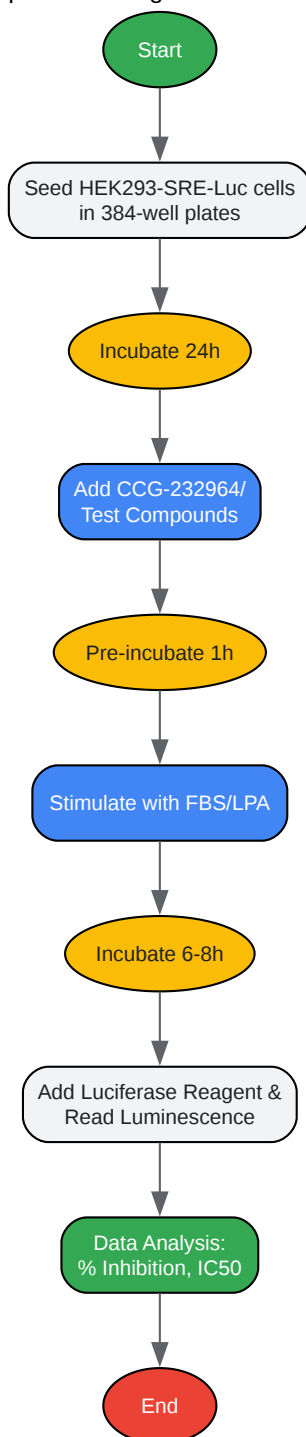 Start
Seed HEK293-SRE-Luc cells
in 384-well plates
Incubate 24h
Add CCG-232964/
Test Compounds
Pre-incubate 1h
Stimulate with FBS/LPA
Incubate 6-8h
Add Luciferase Reagent &
Read Luminescence
Data Analysis:
% Inhibition, IC50
End